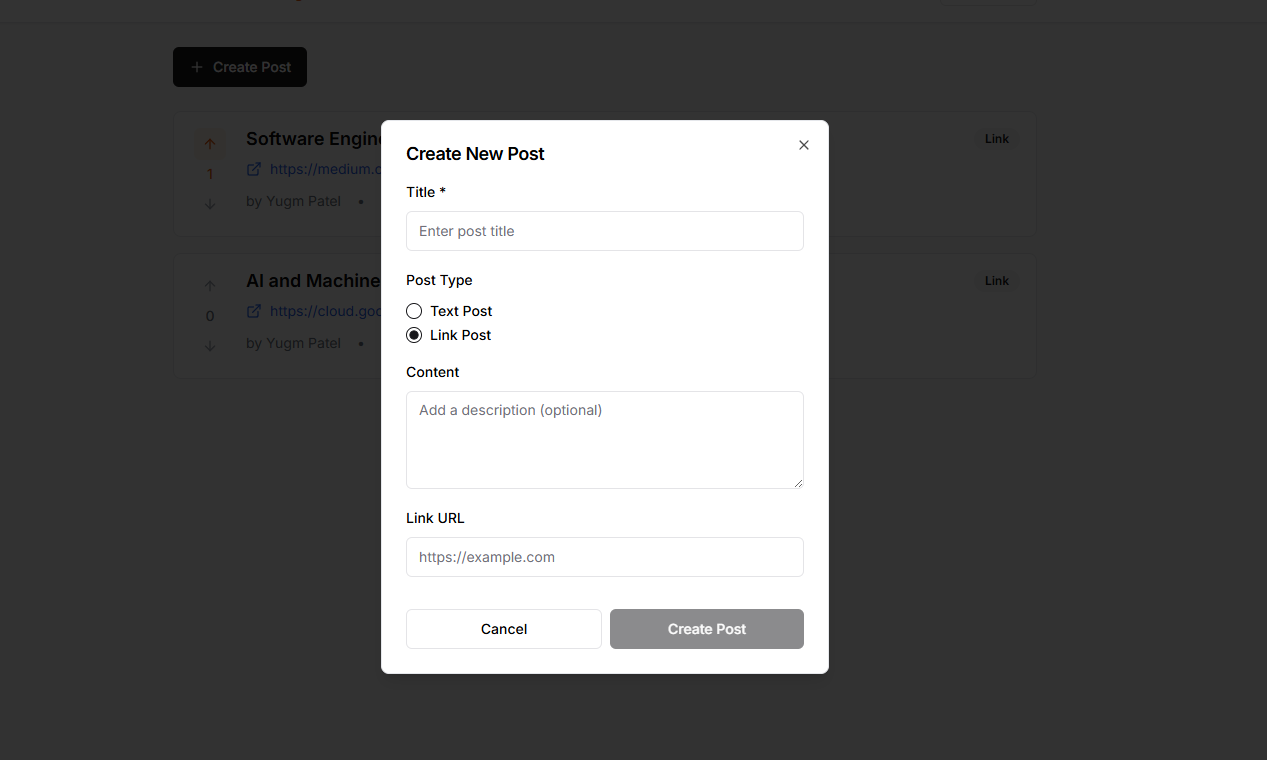 Create Post
Software Engine
Link
1
https://medium.c
by Yugm Patel •
AI and Machine
Link
0
https://cloud.goo
by Yugm Patel •
Create New Post
Title *
Enter post title
Post Type
Text Post
Link Post
Content
Add a description (optional)
Link URL
https://example.com
Cancel
Create Post